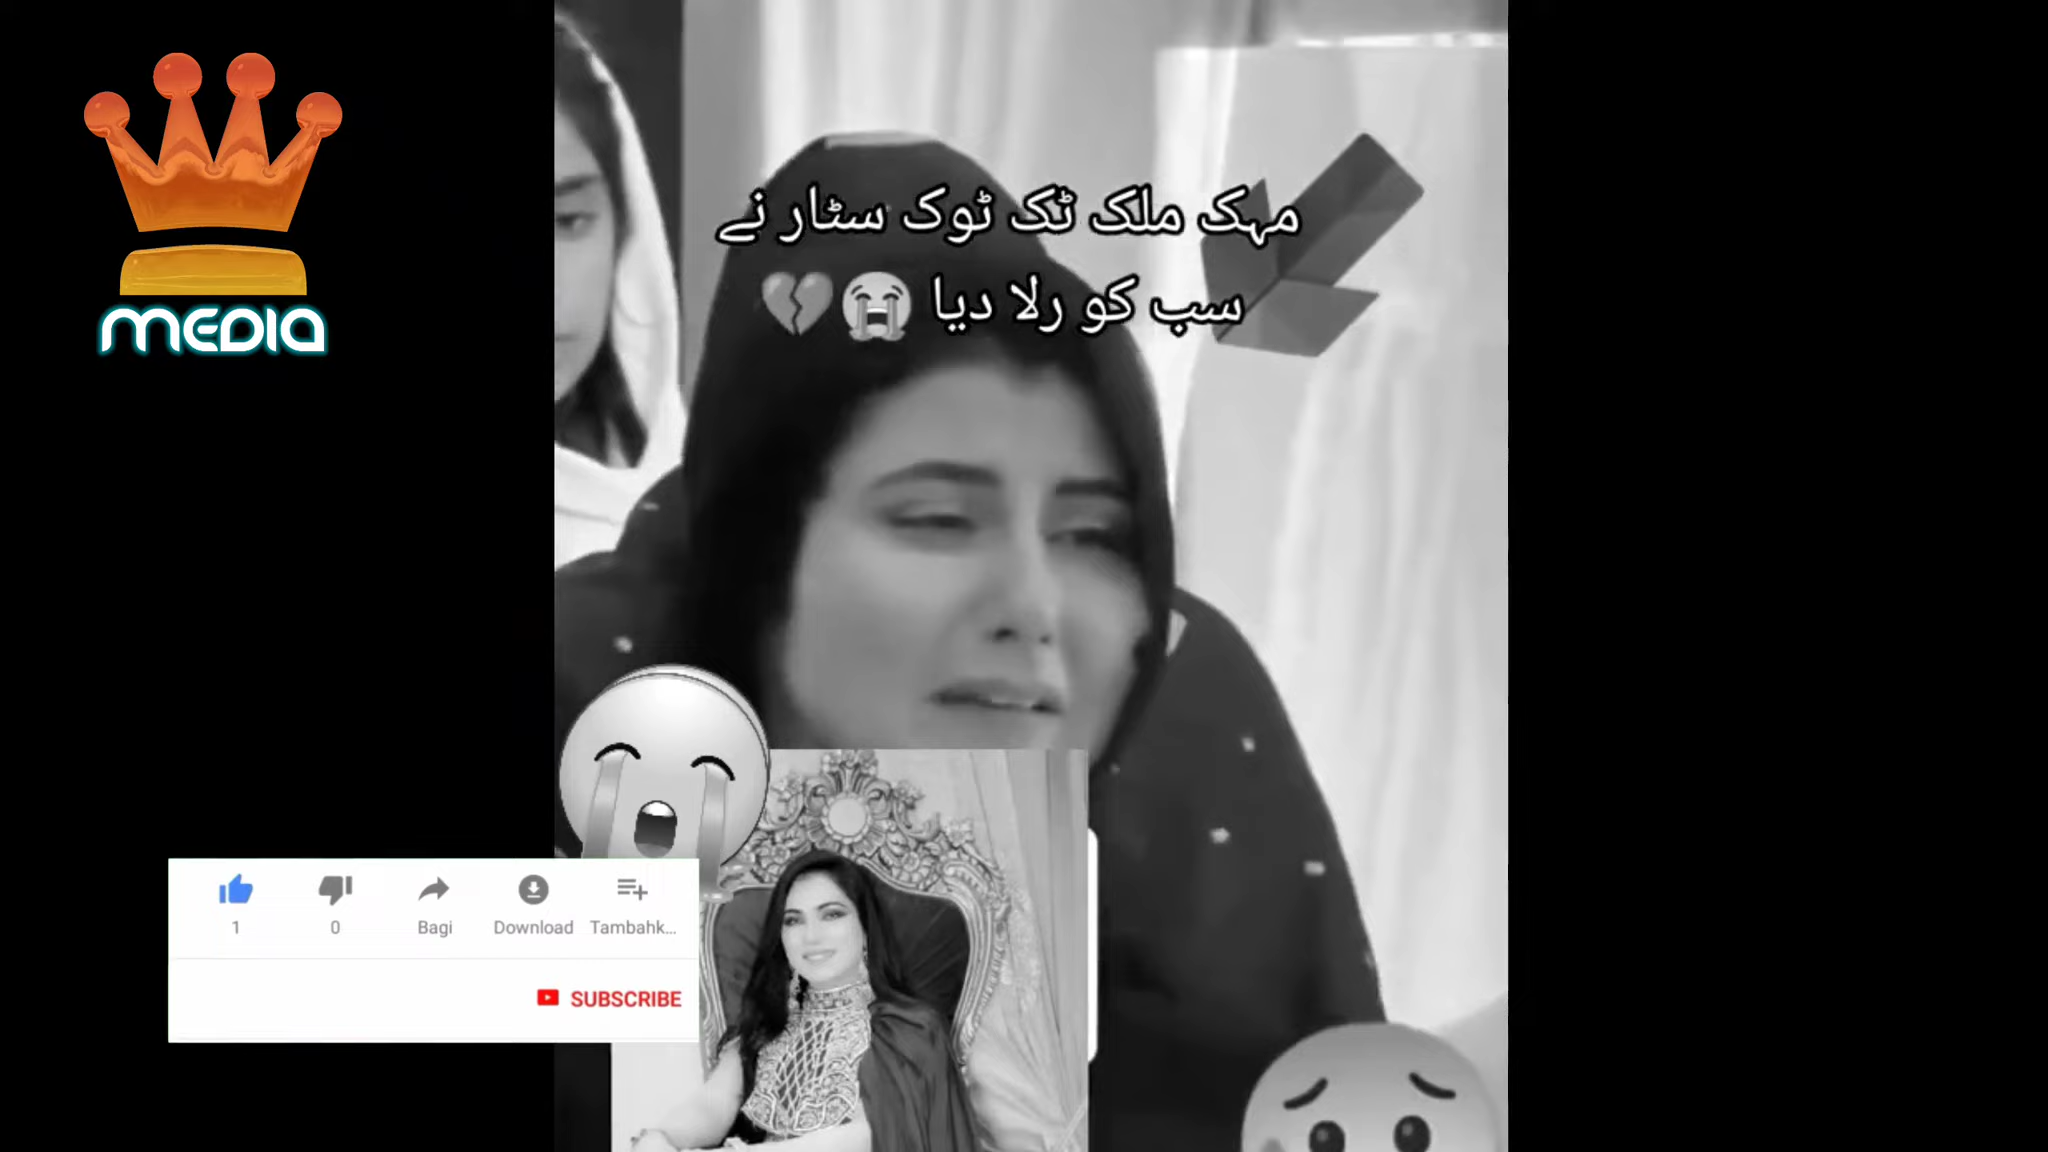 MEDIA
مہک ملک ٹک ٹوک سٹار نے
سب کو رلا دیا 😭💔
1
0
Bagi
Download
Tambahk...
SUBSCRIBE